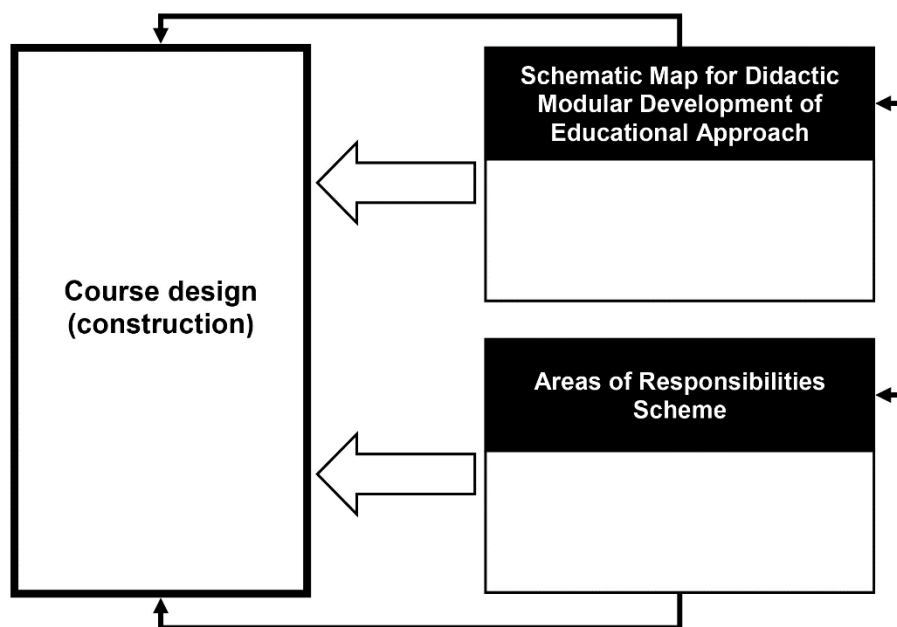 Schematic Map for Didactic
Modular Development of
Educational Approach
Course design
(construction)
Areas of Responsibilities
Scheme